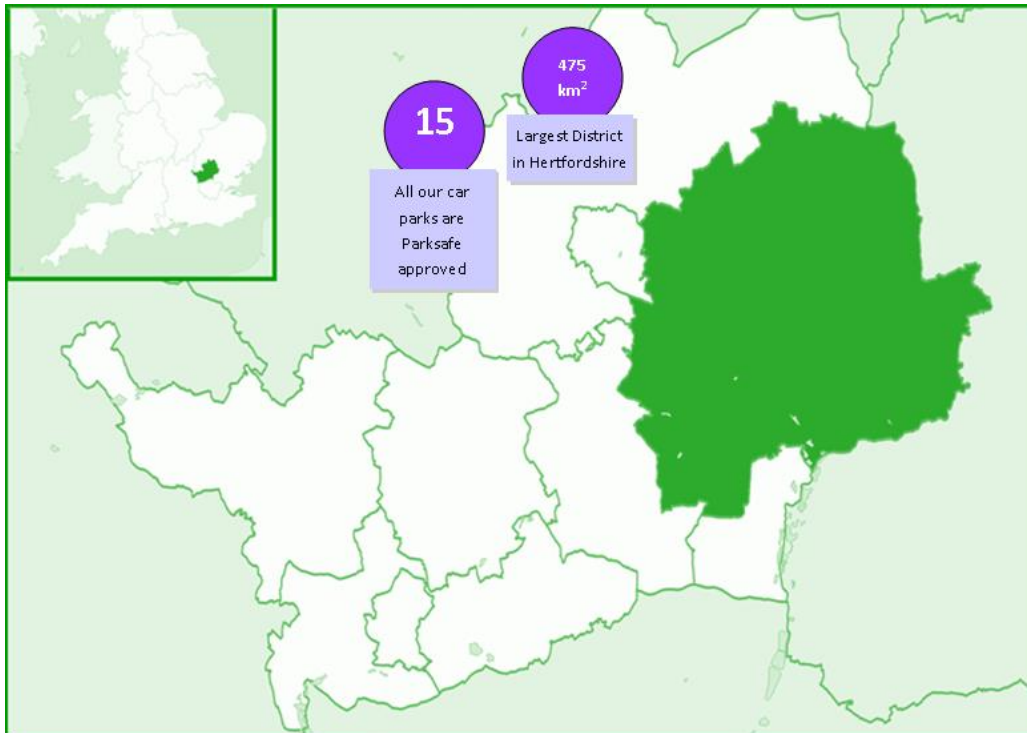 15
All our car
parks are
Parksafe
approved
475
km²
Largest District
in Hertfordshire